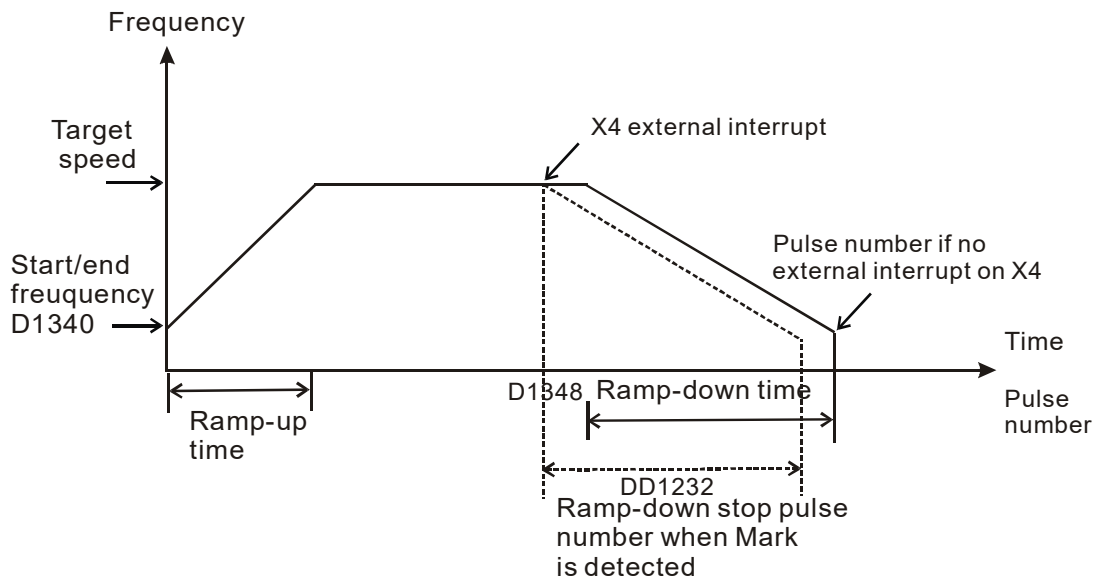 Frequency
Target
speed
X4 external interrupt
Start/end
freuquency
D1340
Pulse number if no
external interrupt on X4
Time
Pulse
number
D1348
Ramp-down time
Ramp-up
time
DD1232
Ramp-down stop pulse
number when Mark
is detected